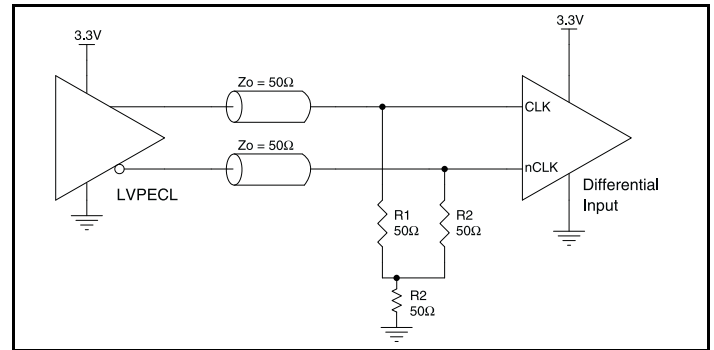 3.3V
3.3V
Zo = 50Ω
CLK
Zo = 50Ω
nCLK
LVPECL
Differential
Input
R1
50Ω
R2
50Ω
R2
50Ω